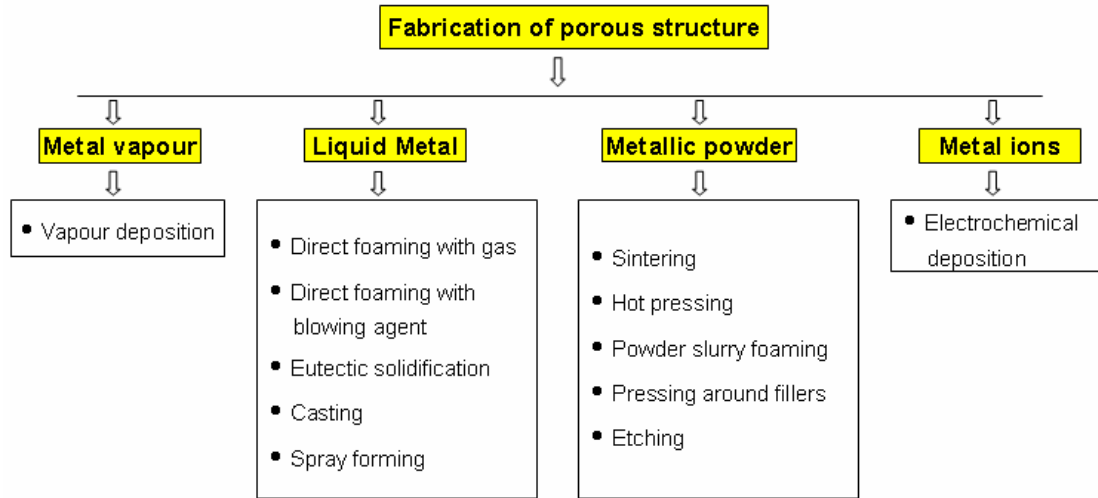 Fabrication of porous structure
Metal vapour
Liquid Metal
Metallic powder
Metal ions
• Vapour deposition
• Direct foaming with gas
• Direct foaming with
blowing agent
• Eutectic solidification
• Casting
• Spray forming
• Sintering
• Hot pressing
• Powder slurry foaming
• Pressing around fillers
• Etching
• Electrochemical
deposition